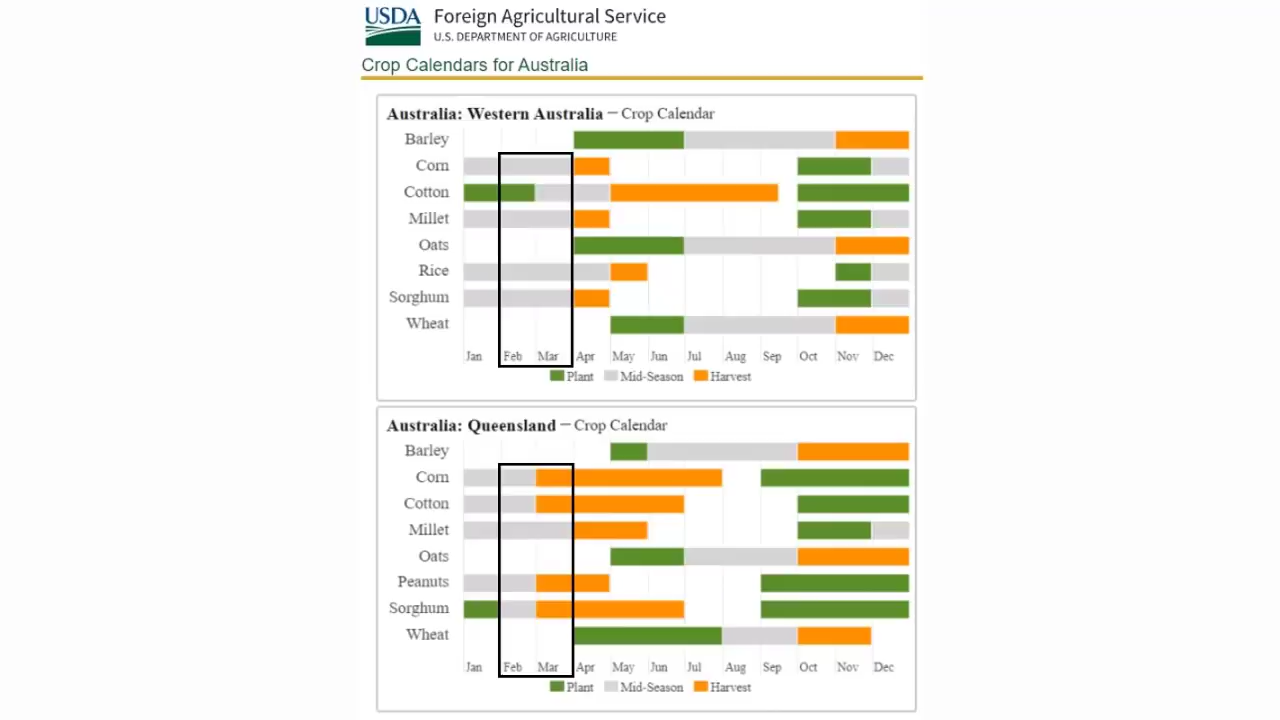 USDA Foreign Agricultural Service
U.S. DEPARTMENT OF AGRICULTURE
Crop Calendars for Australia
Australia: Western Australia — Crop Calendar
Barley
Corn
Cotton
Millet
Oats
Rice
Sorghum
Wheat
Jan Feb Mar Apr May Jun Jul Aug Sep Oct Nov Dec
Plant Mid-Season Harvest
Australia: Queensland — Crop Calendar
Barley
Corn
Cotton
Millet
Oats
Peanuts
Sorghum
Wheat
Jan Feb Mar Apr May Jun Jul Aug Sep Oct Nov Dec
Plant Mid-Season Harvest